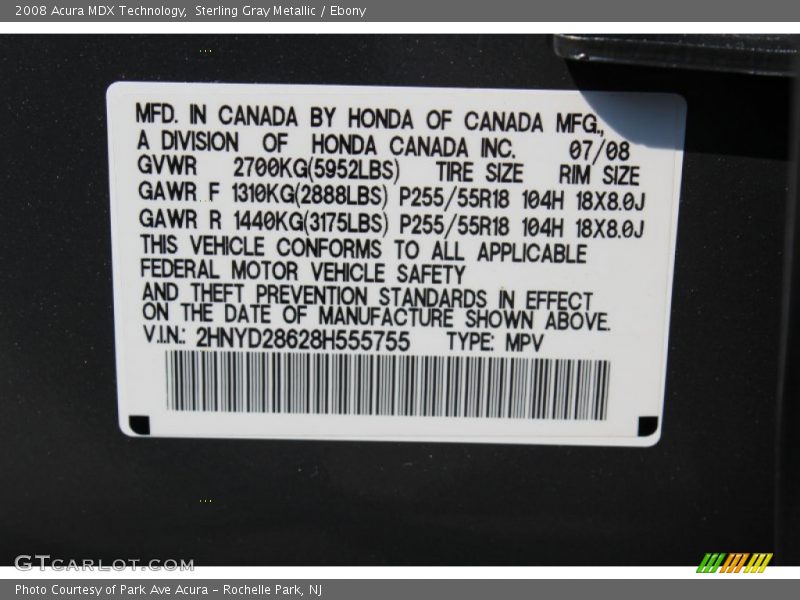 2008 Acura MDX Technology,  Sterling Gray Metallic / Ebony
MFD. IN CANADA BY HONDA OF CANADA MFG.,
A DIVISION OF HONDA CANADA INC. 07/08
GVWR 2700KG(5952LBS) TIRE SIZE RIM SIZE
GAWR F 1310KG(2888LBS) P255/55R18 104H 18X8.0J
GAWR R 1440KG(3175LBS) P255/55R18 104H 18X8.0J
THIS VEHICLE CONFORMS TO ALL APPLICABLE
FEDERAL MOTOR VEHICLE SAFETY
AND THEFT PREVENTION STANDARDS IN EFFECT
ON THE DATE OF MANUFACTURE SHOWN ABOVE.
V.I.N.: 2HNYD28628H555755 TYPE: MPV
GTCARLOT.COM
Photo Courtesy of Park Ave Acura - Rochelle Park, NJ